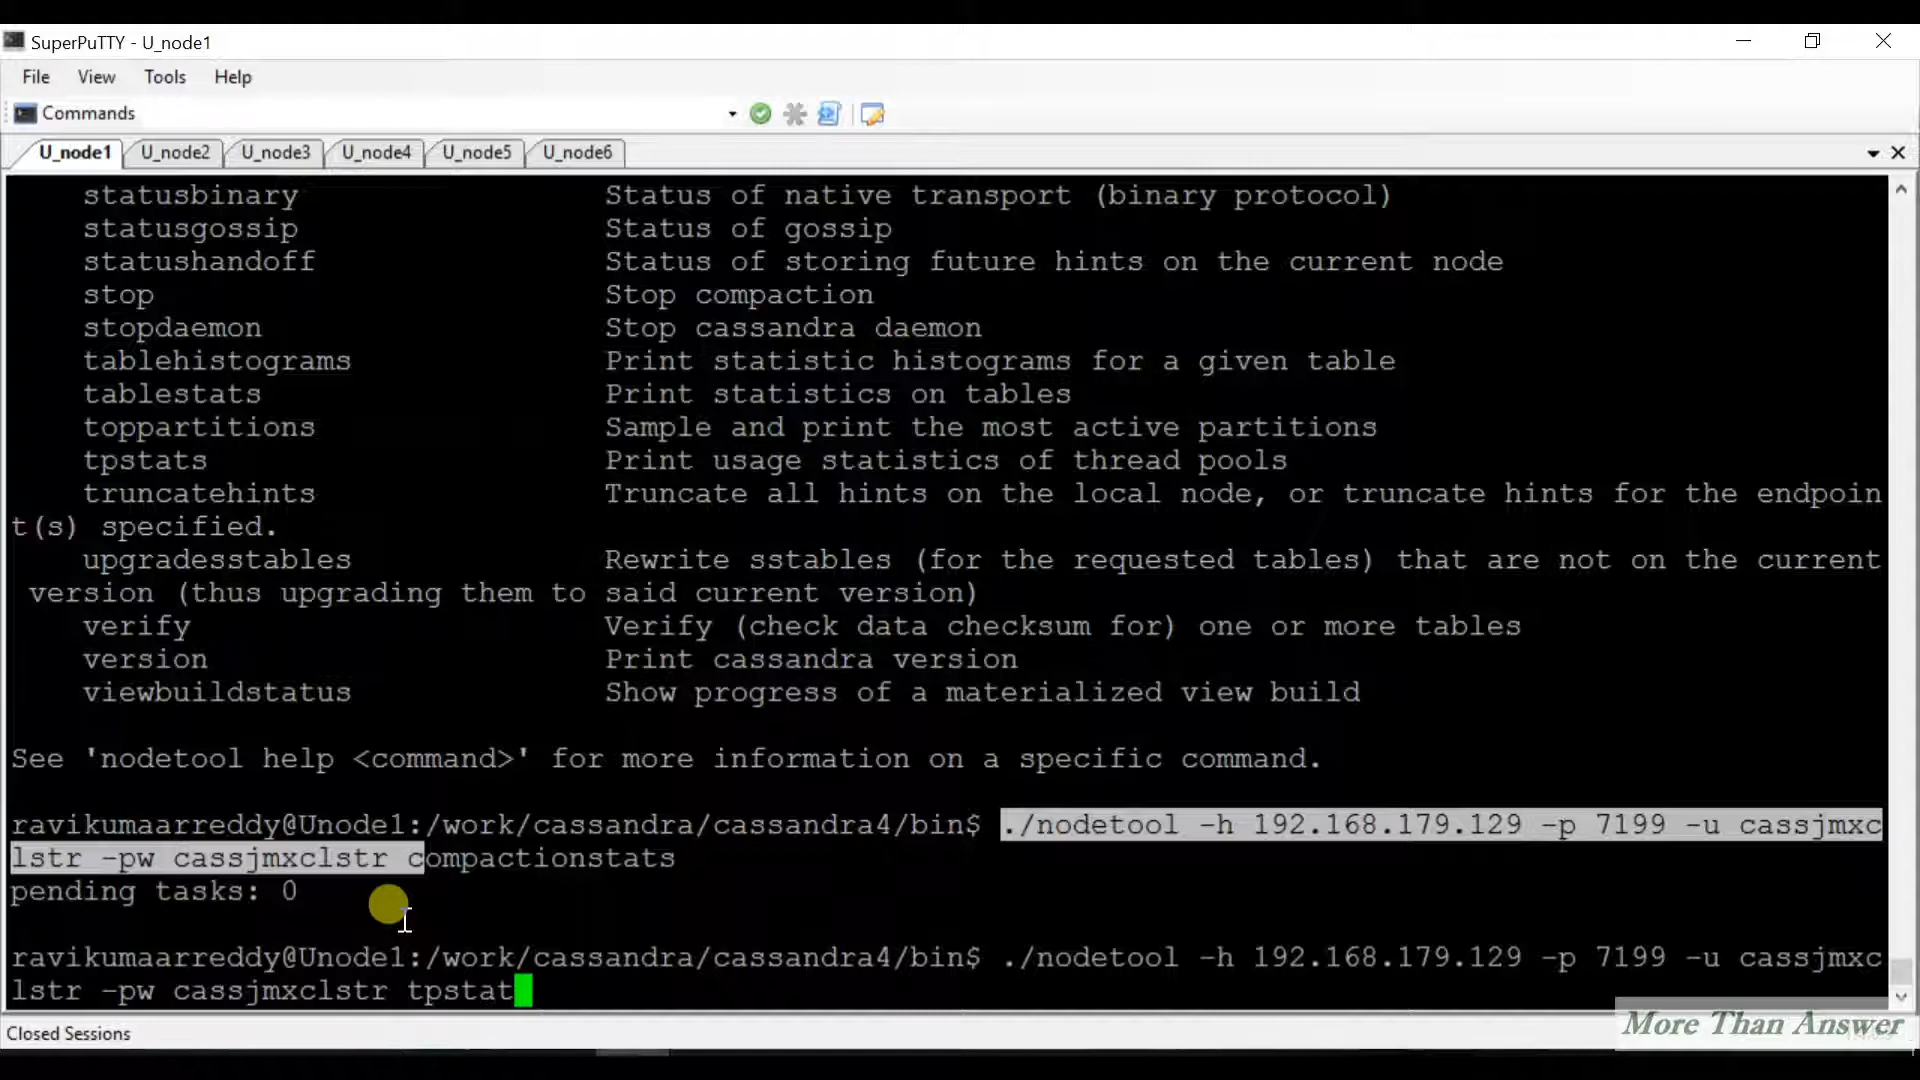 SuperPuTTY - U_node1
File View Tools Help
Commands
U_node1 U_node2 U_node3 U_node4 U_node5 U_node6
statusbinary Status of native transport (binary protocol)
statusgossip Status of gossip
statushandoff Status of storing future hints on the current node
stop Stop compaction
stopdaemon Stop cassandra daemon
tablehistograms Print statistic histograms for a given table
tablestats Print statistics on tables
toppartitions Sample and print the most active partitions
tpstats Print usage statistics of thread pools
truncatehints Truncate all hints on the local node, or truncate hints for the endpoin
t(s) specified.
upgradesstables Rewrite sstables (for the requested tables) that are not on the current
version (thus upgrading them to said current version)
verify Verify (check data checksum for) one or more tables
version Print cassandra version
viewbuildstatus Show progress of a materialized view build
See 'nodetool help <command>' for more information on a specific command.
ravikumaarreddy@Unode1:/work/cassandra/cassandra4/bin$ ./nodetool -h 192.168.179.129 -p 7199 -u cassjmxc
lstr -pw cassjmxclstr compactionstats
pending tasks: 0
ravikumaarreddy@Unode1:/work/cassandra/cassandra4/bin$ ./nodetool -h 192.168.179.129 -p 7199 -u cassjmxc
lstr -pw cassjmxclstr tpstat
Closed Sessions
More Than Answer